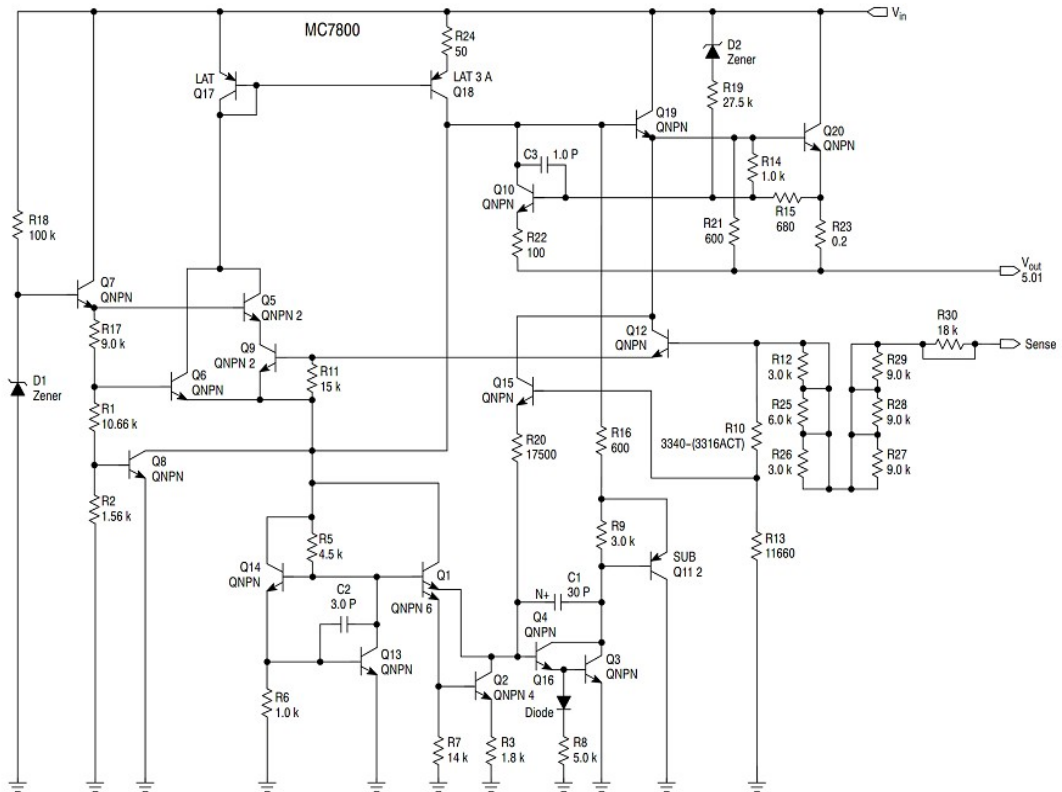 MC7800
Vin
R24
50
D2
Zener
LAT
Q17
LAT 3 A
Q18
R19
27.5 k
Q19
QNPN
Q20
QNPN
C3
1.0 P
R14
1.0 k
Q10
QNPN
R15
680
R18
100 k
R21
600
R23
0.2
R22
100
Vout
5.01
Q7
QNPN
Q5
QNPN 2
R17
9.0 k
Q12
QNPN
R30
18 k
Sense
Q9
QNPN 2
R11
15 k
R12
3.0 k
R29
9.0 k
D1
Zener
Q6
QNPN
Q15
QNPN
R1
10.66 k
R25
6.0 k
R28
9.0 k
R10
3340-(3316ACT)
R20
17500
R16
600
R26
3.0 k
R27
9.0 k
Q8
QNPN
R2
1.56 k
R5
4.5 k
R9
3.0 k
R13
11660
SUB
Q11 2
Q14
QNPN
Q1
QNPN 6
C2
3.0 P
N+
C1
30 P
Q4
QNPN
Q13
QNPN
Q2
QNPN 4
Q16
Q3
QNPN
R6
1.0 k
Diode
R7
14 k
R3
1.8 k
R8
5.0 k